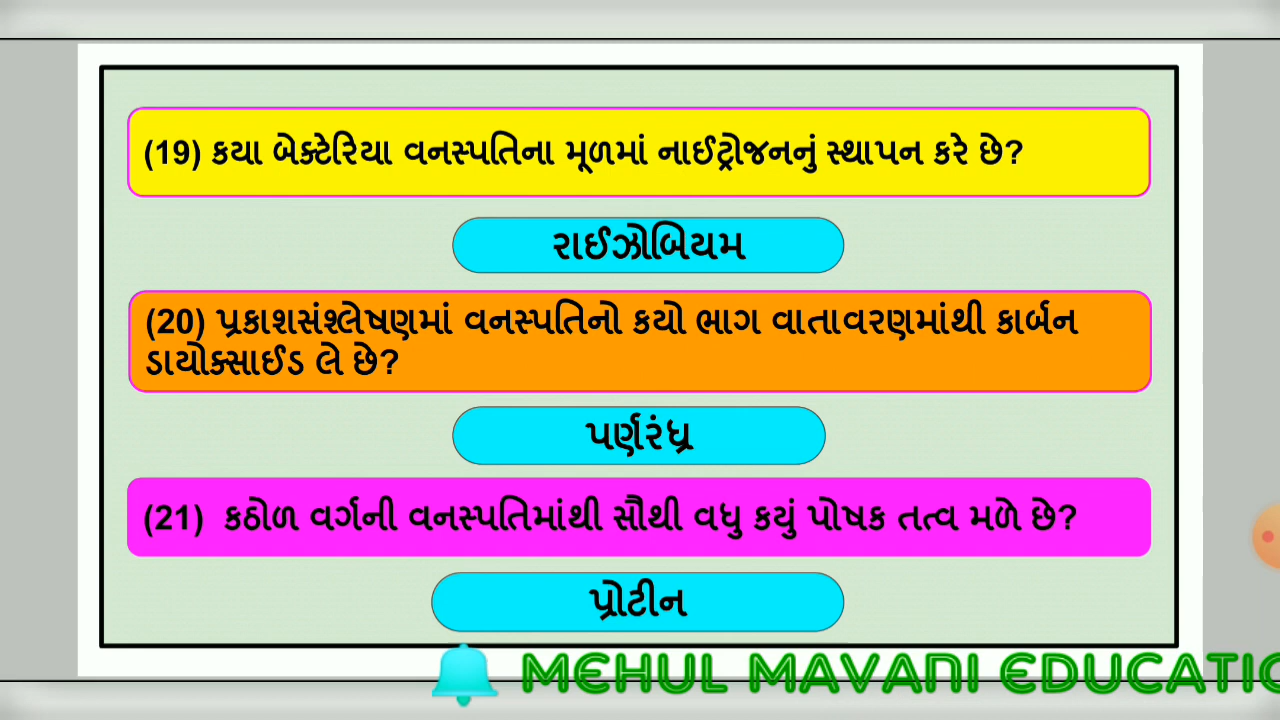 (19) કયા બેક્ટેરિયા વનસ્પતિના મૂળમાં નાઈટ્રોજનનું સ્થાપન કરે છે?
રાઈઝોબિયમ
(20) પ્રકાશસંશ્લેષણમાં વનસ્પતિનો કયો ભાગ વાતાવરણમાંથી કાર્બન
ડાયોક્સાઈડ લે છે?
પર્ણરંધ્ર
(21) કઠોળ વર્ગની વનસ્પતિમાંથી સૌથી વધુ કયું પોષક તત્વ મળે છે?
પ્રોટીન
MEHUL MAVANI EDUCATIO